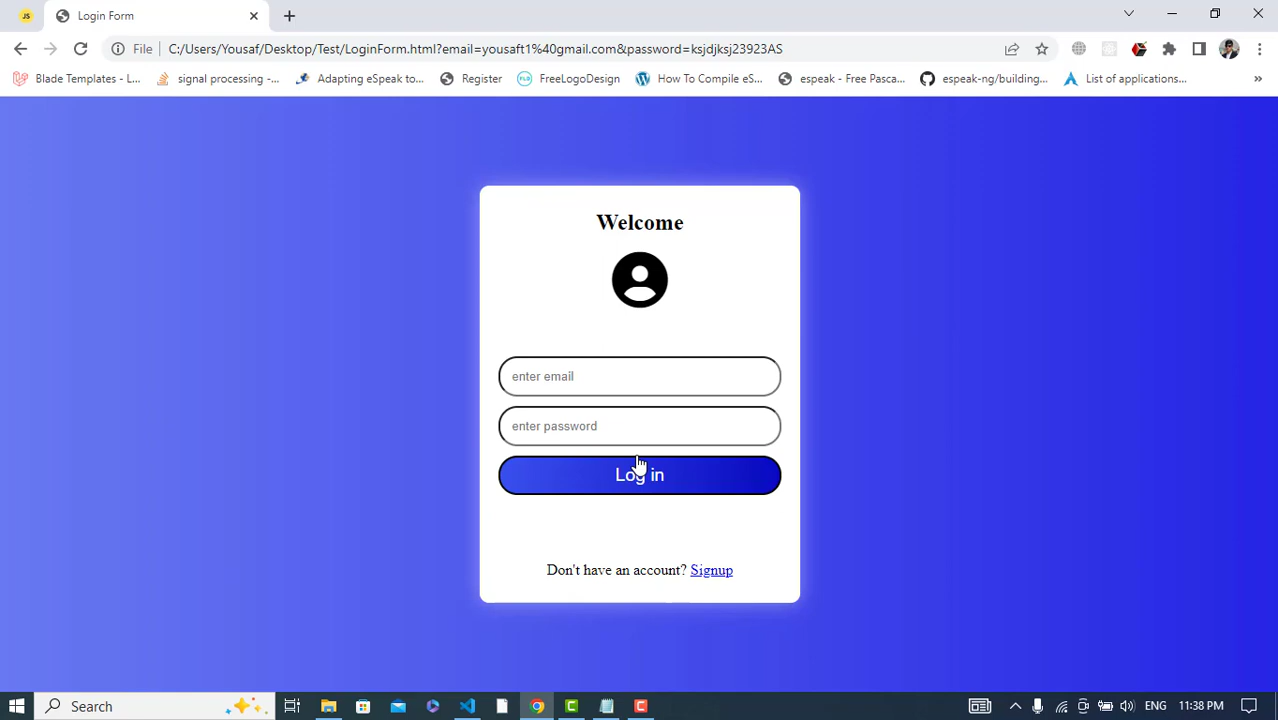 JS Login Form
File C:/Users/Yousaf/Desktop/Test/LoginForm.html?email=yousaft1%40gmail.com&password=ksjdjksj23923AS
Blade Templates - L... signal processing -... Adapting eSpeak to... Register FLD FreeLogoDesign How To Compile eS... espeak - Free Pasca... espeak-ng/building... List of applications... »
Welcome
enter email
enter password
Log in
Don't have an account? Signup
Search ENG 11:38 PM